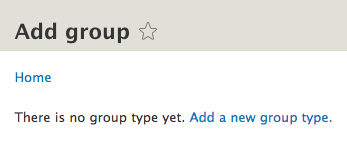 Add group
Home
There is no group type yet. Add a new group type.